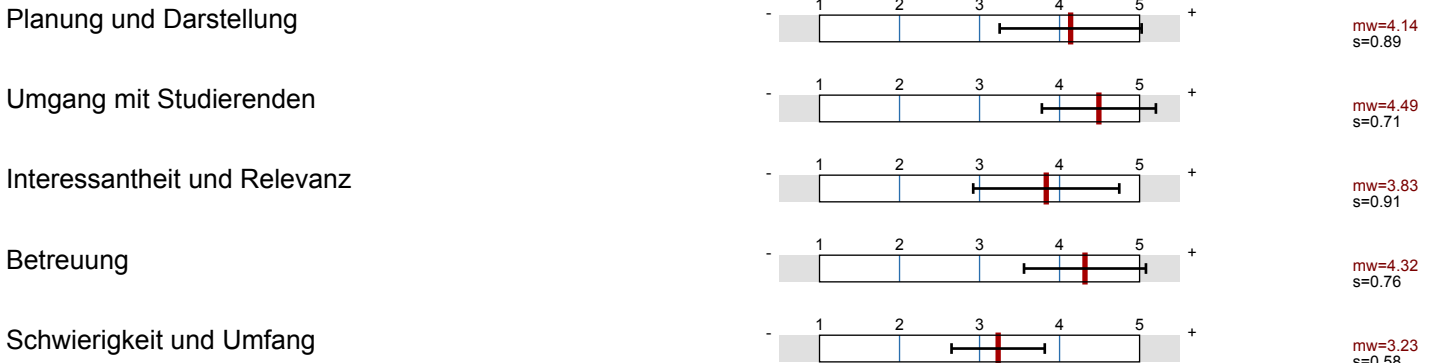 Planung und Darstellung
- 1 2 3 4 5 +
mw=4.14
s=0.89
Umgang mit Studierenden
- 1 2 3 4 5 +
mw=4.49
s=0.71
Interessantheit und Relevanz
- 1 2 3 4 5 +
mw=3.83
s=0.91
Betreuung
- 1 2 3 4 5 +
mw=4.32
s=0.76
Schwierigkeit und Umfang
- 1 2 3 4 5 +
mw=3.23
s=0.58